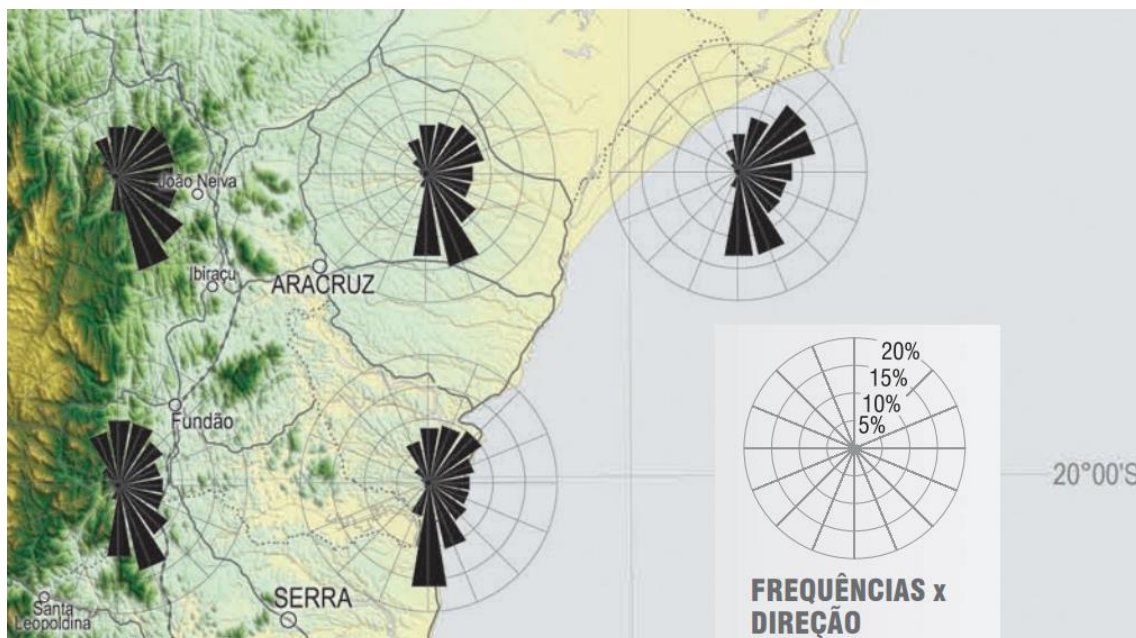 João Neiva
Ibiraçu
ARACRUZ
Fundão
SERRA
Santa
Leopoldina
20%
15%
10%
5%
20°00'S
FREQUÊNCIAS x
DIREÇÃO